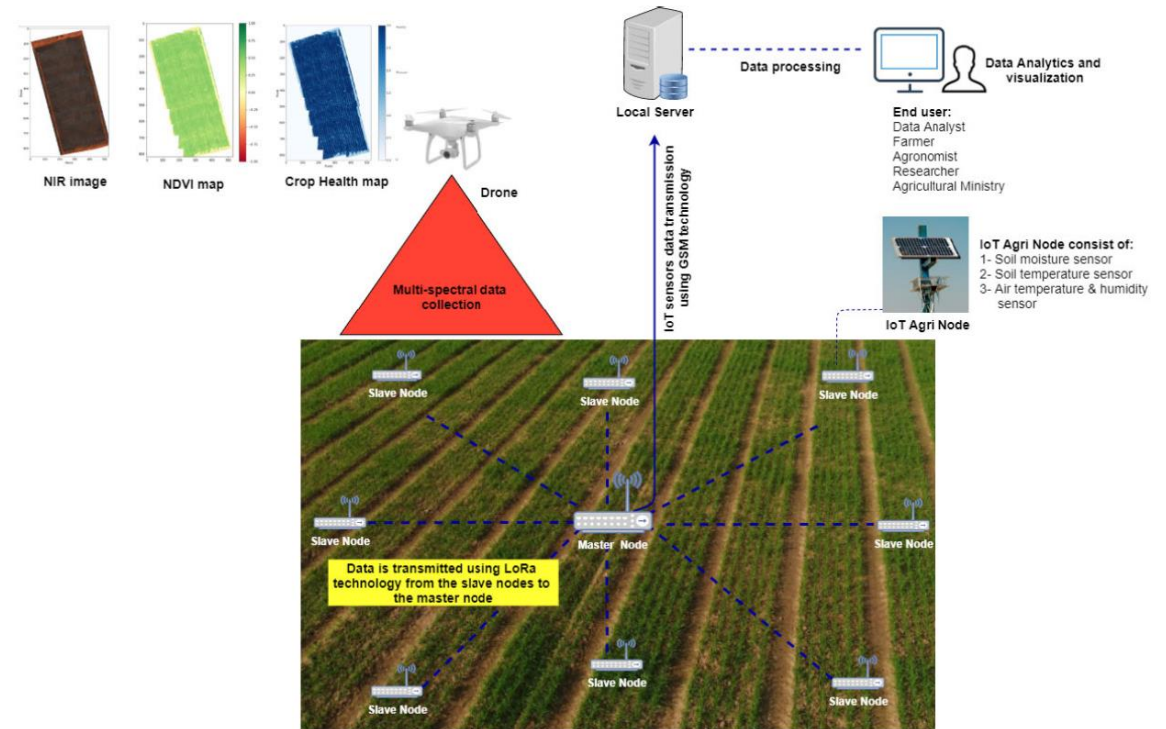 NIR image
NDVI map
Crop Health map
Drone
Multi-spectral data
collection
Local Server
Data processing
Data Analytics and
visualization
End user:
Data Analyst
Farmer
Agronomist
Researcher
Agricultural Ministry
IoT sensors data transmission
using GSM technology
IoT Agri Node consist of:
1- Soil moisture sensor
2- Soil temperature sensor
3- Air temperature & humidity
sensor
IoT Agri Node
Slave Node
Slave Node
Slave Node
Slave Node
Master Node
Slave Node
Data is transmitted using LoRa
technology from the slave nodes to
the master node
Slave Node
Slave Node
Slave Node